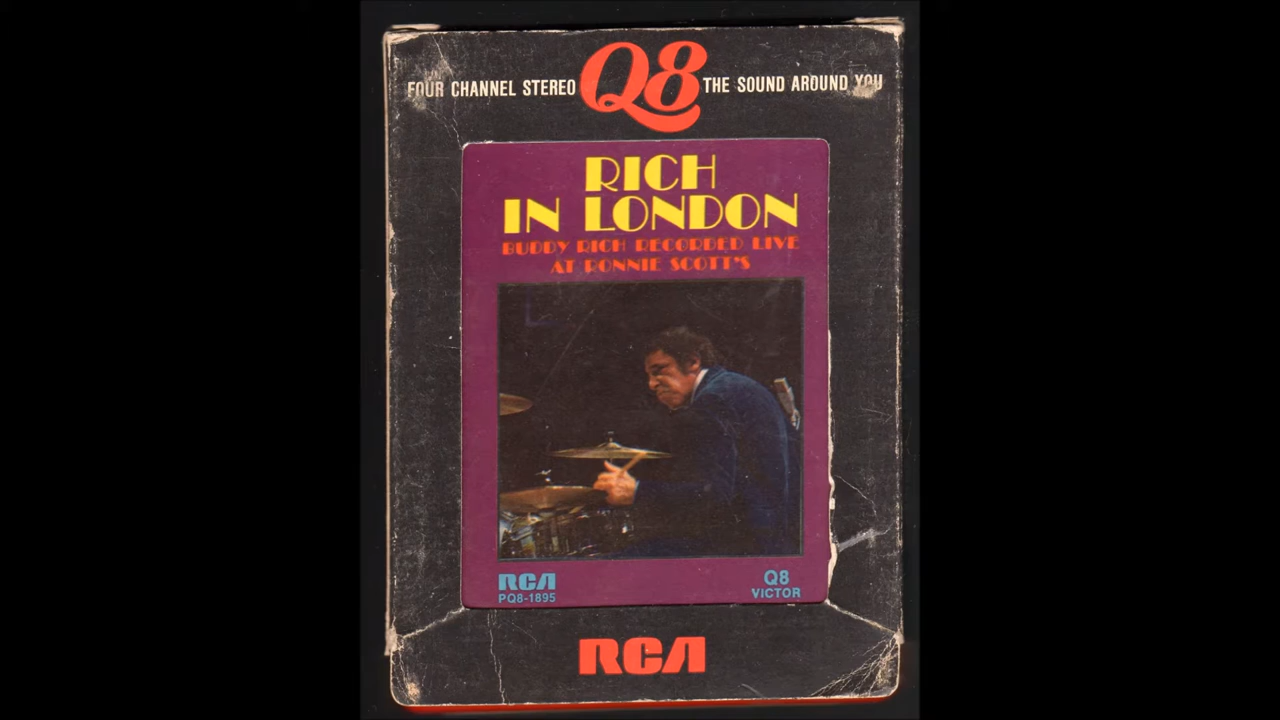 FOUR CHANNEL STEREO Q8 THE SOUND AROUND YOU
RICH
IN LONDON
BUDDY RICH RECORDED LIVE
AT RONNIE SCOTT'S
RCA
PQ8-1895
Q8
VICTOR
RCA